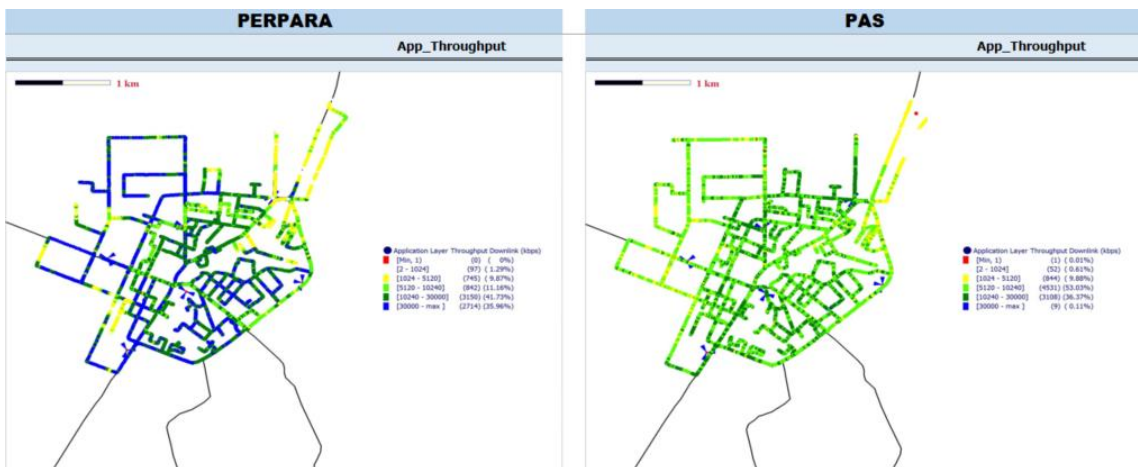 PERPARA
App_Throughput
1 km
Application Layer Throughput Downlink (kbps)
[Min, 1) (0) ( 0%)
[2 - 1024] (97) ( 1.29%)
[1024 - 5120] (745) ( 9.87%)
[5120 - 10240] (842) (11.16%)
[10240 - 30000] (3150) (41.73%)
[30000 - max ] (2714) (35.96%)
PAS
App_Throughput
1 km
Application Layer Throughput Downlink (kbps)
[Min, 1) (1) ( 0.01%)
[2 - 1024] (52) ( 0.61%)
[1024 - 5120] (844) ( 9.88%)
[5120 - 10240] (4531) (53.03%)
[10240 - 30000] (3108) (36.37%)
[30000 - max ] (9) ( 0.11%)